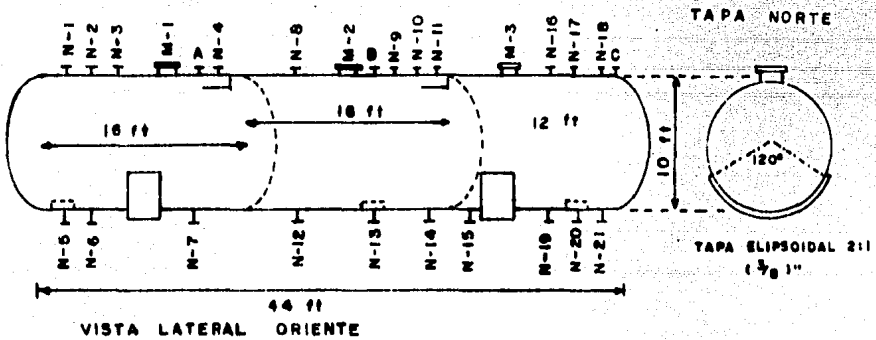 TAPA NORTE
N-1
N-2
N-3
M-1
A
N-4
N-8
M-2
B
N-9
N-10
N-11
M-3
N-16
N-17
N-18
C
16 ft
16 ft
12 ft
10 ft
120°
N-5
N-6
N-7
N-12
N-13
N-14
N-15
N-19
N-20
N-21
TAPA ELIPSOIDAL 2:1
( 3/8 )"
44 ft
VISTA LATERAL ORIENTE